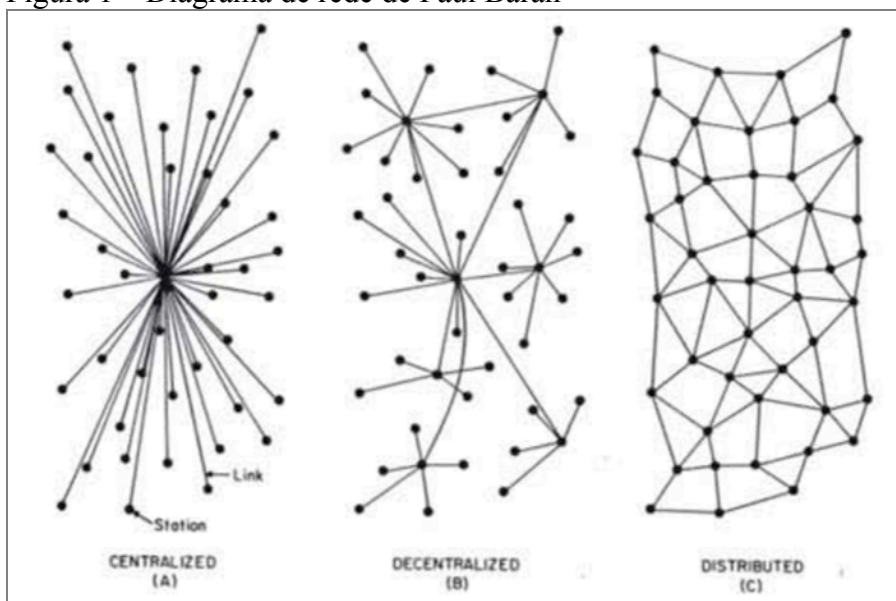 Figura 1 – Diagrama de rede de Paul Baran
Link
Station
CENTRALIZED
(A)
DECENTRALIZED
(B)
DISTRIBUTED
(C)